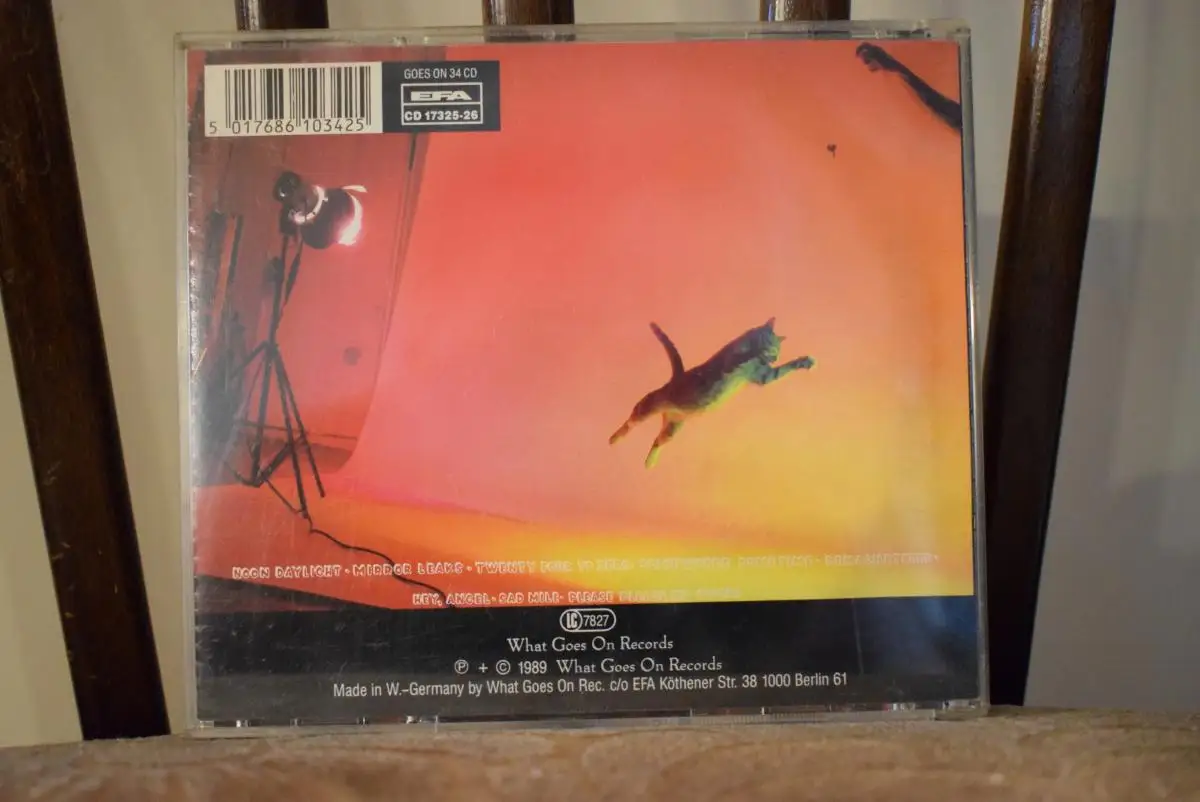 GOES ON 34 CD
EFA
CD 17325-26
5 017686 103425
NOON DAYLIGHT · MIRROR LEAKS · TWENTY FOUR
HEY, ANGEL · SAD MILE · PLEASE
LC 7827
What Goes On Records
℗ + © 1989 What Goes On Records
Made in W.-Germany by What Goes On Rec. c/o EFA Köthener Str. 38 1000 Berlin 61